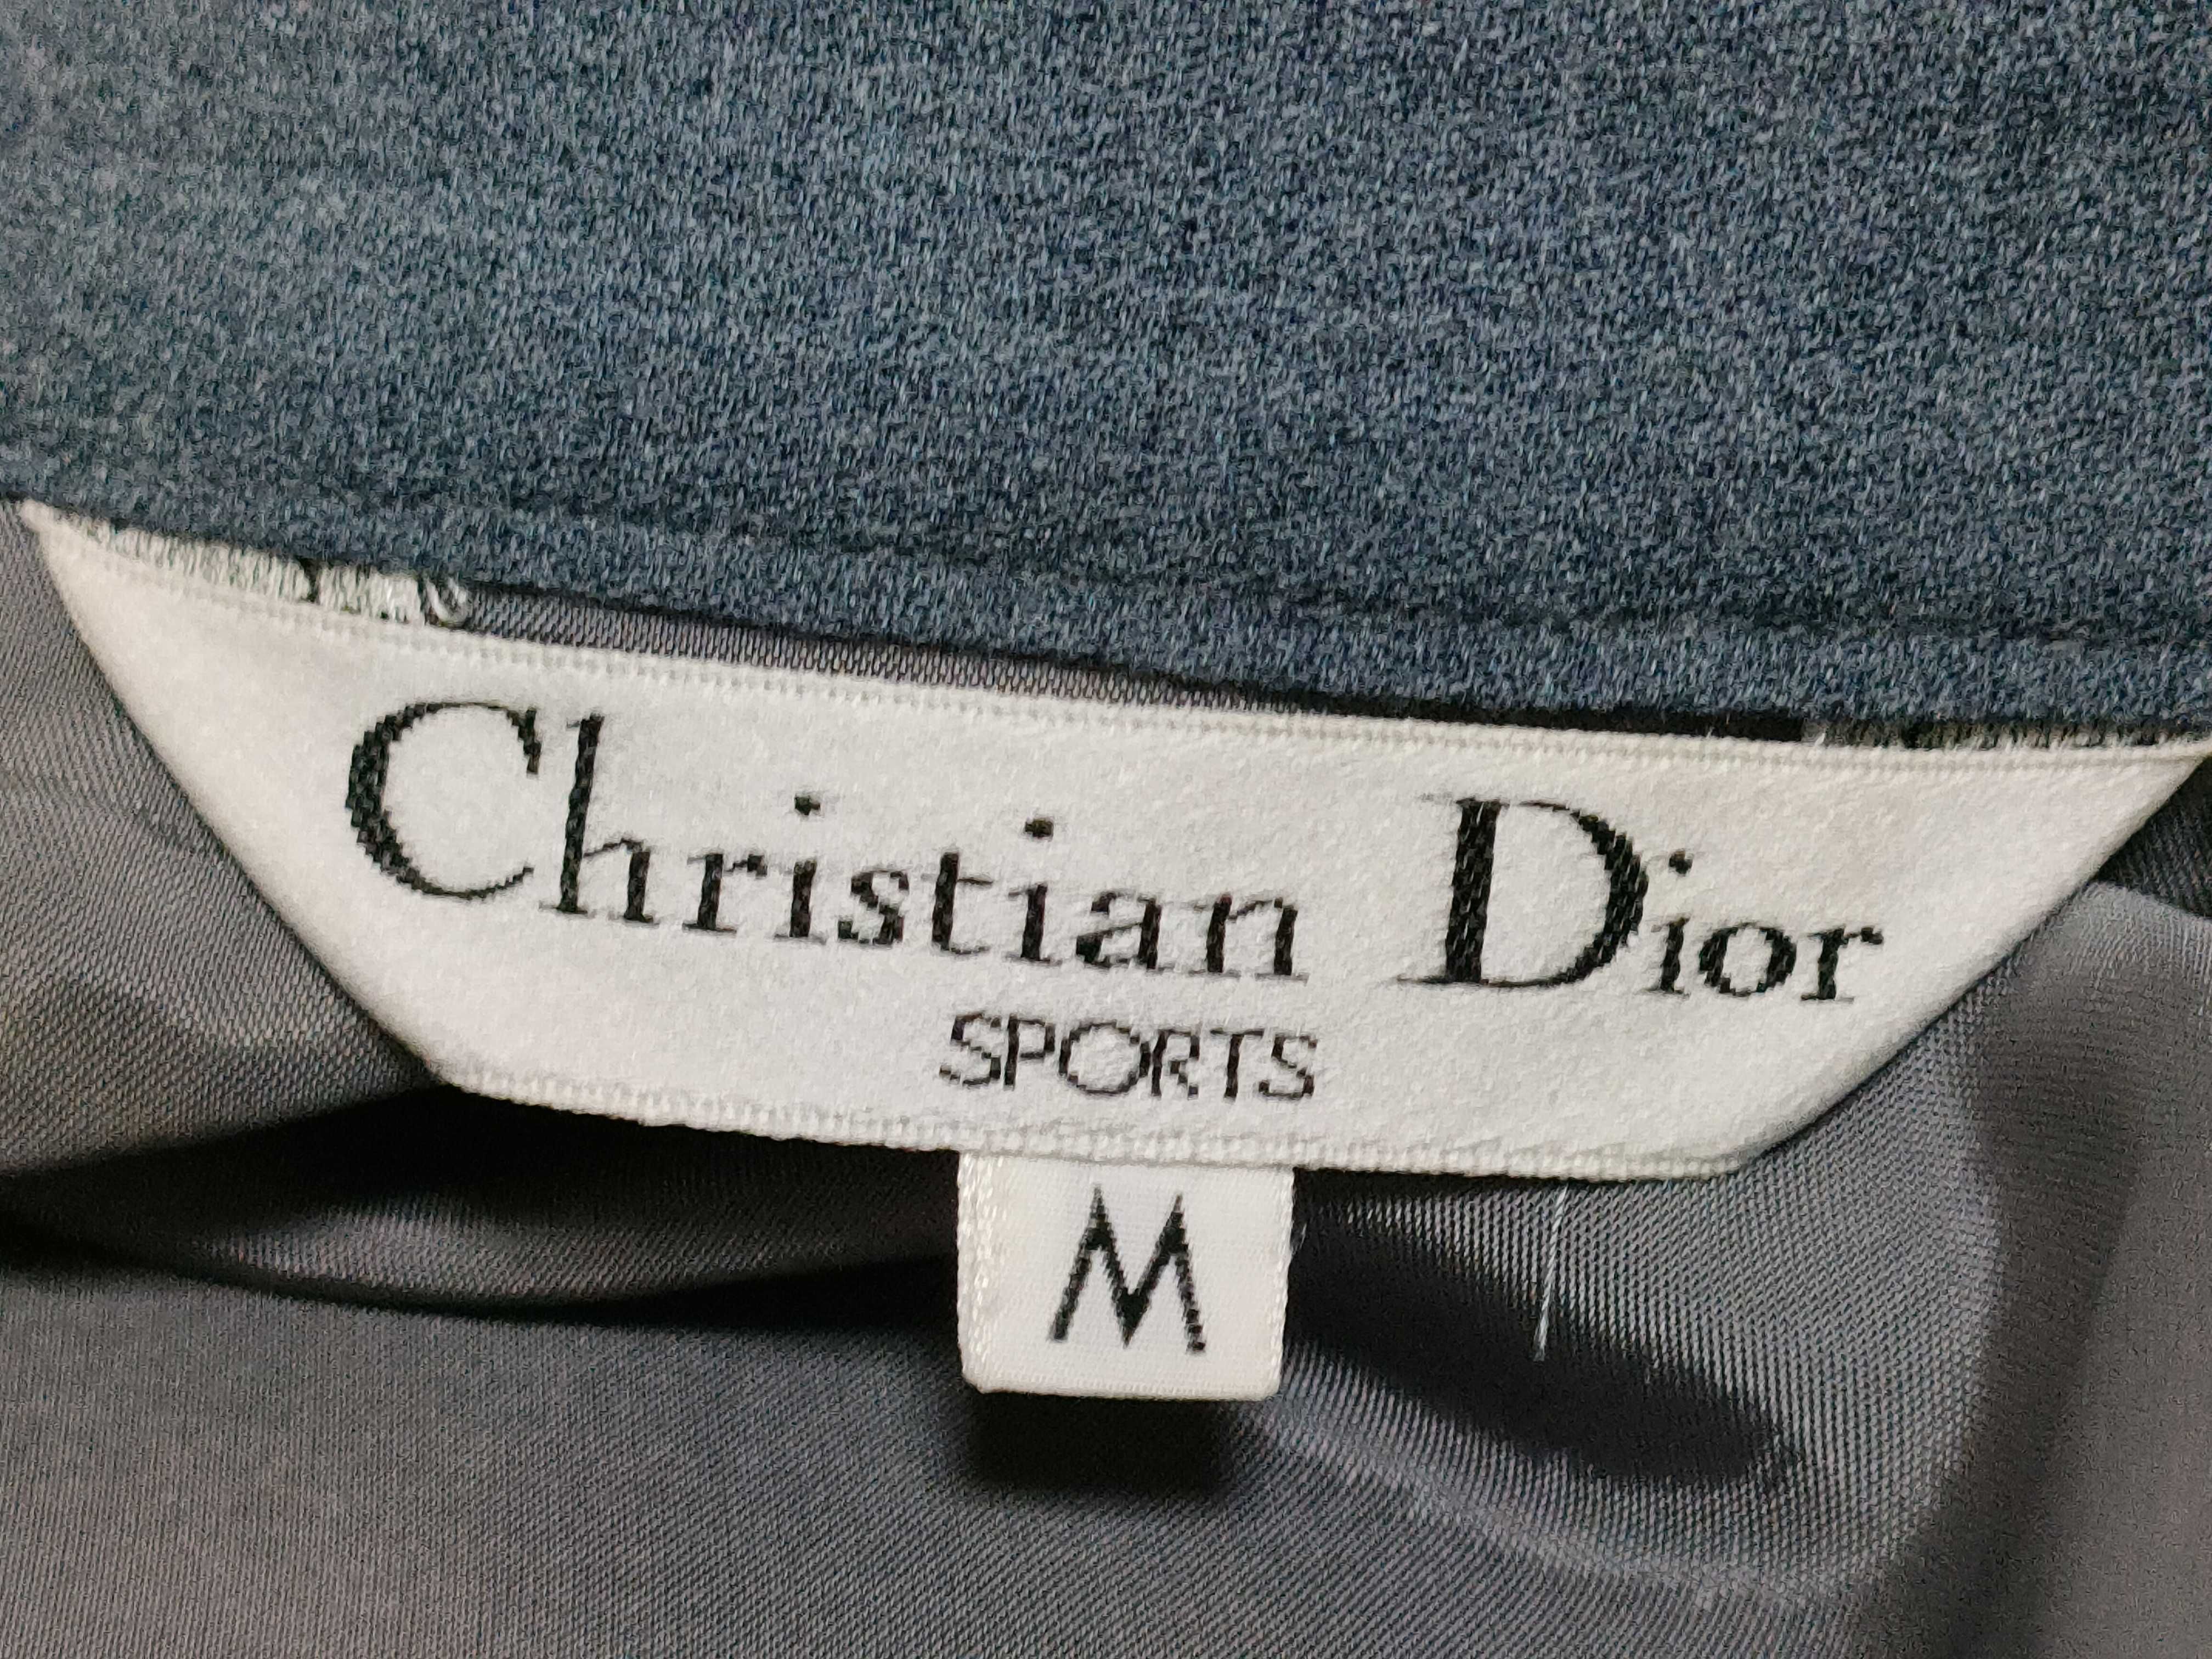 Christian Dior
SPORTS
M